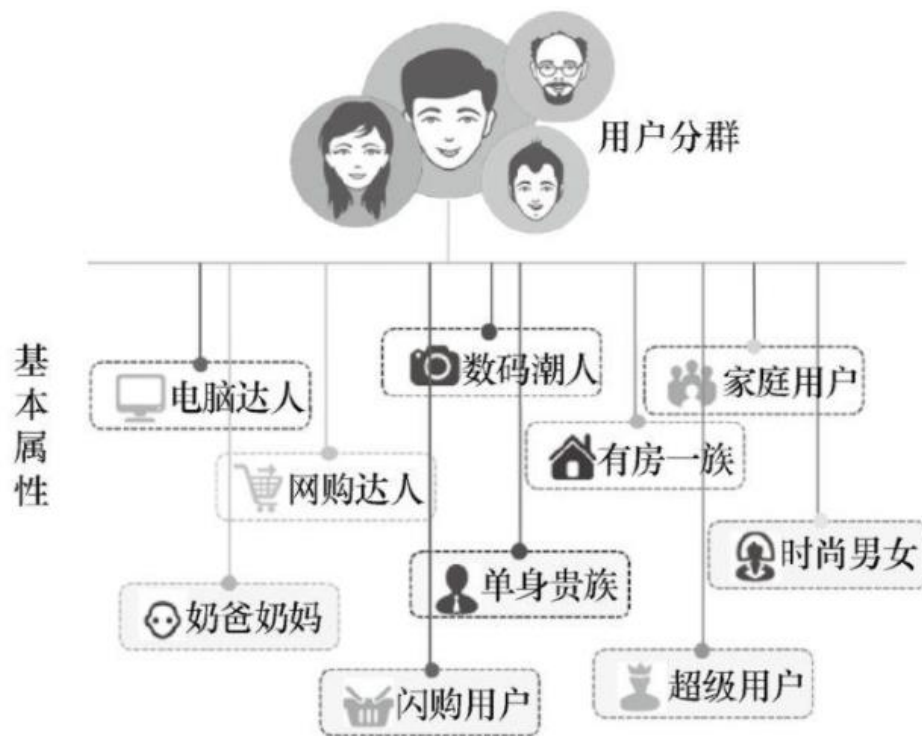 用户分群
基本属性
电脑达人
数码潮人
家庭用户
网购达人
有房一族
时尚男女
奶爸奶妈
单身贵族
闪购用户
超级用户